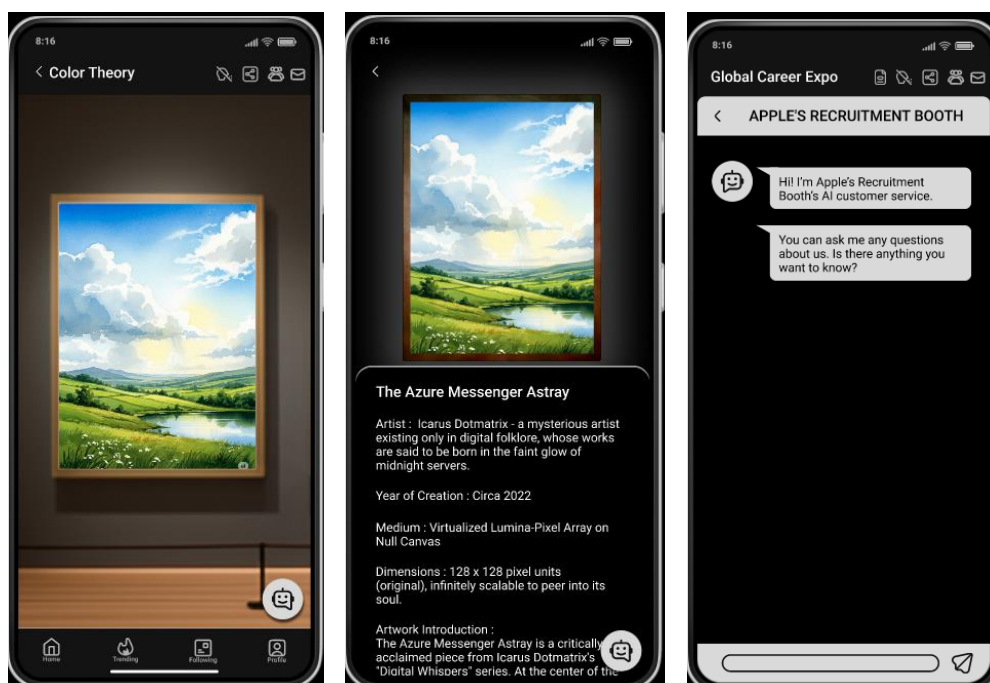 8:16
Color Theory
Home
Trending
Following
Profile
8:16
The Azure Messenger Astray
Artist : Icarus Dotmatrix - a mysterious artist
existing only in digital folklore, whose works
are said to be born in the faint glow of
midnight servers.
Year of Creation : Circa 2022
Medium : Virtualized Lumina-Pixel Array on
Null Canvas
Dimensions : 128 x 128 pixel units
(original), infinitely scalable to peer into its
soul.
Artwork Introduction :
The Azure Messenger Astray is a critically
acclaimed piece from Icarus Dotmatrix's
"Digital Whispers" series. At the center of the
8:16
Global Career Expo
APPLE'S RECRUITMENT BOOTH
Hi! I'm Apple's Recruitment
Booth's AI customer service.
You can ask me any questions
about us. Is there anything you
want to know?